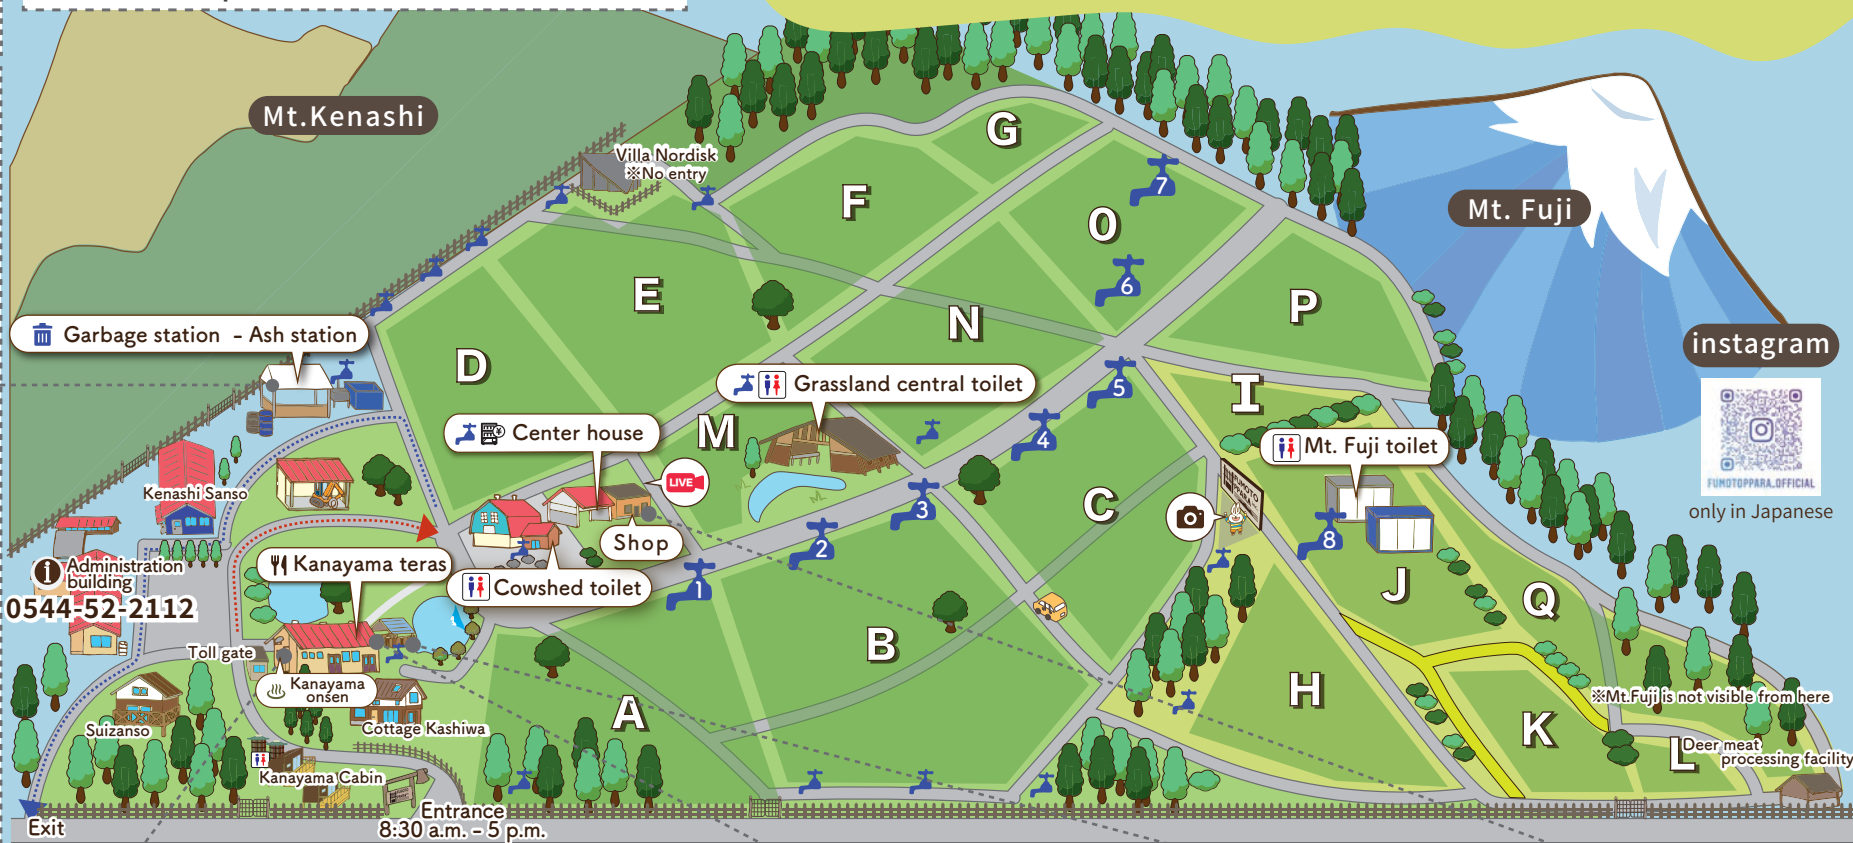 Mt.Kenashi
G
Villa Nordisk
※No entry
7
F
Mt. Fuji
O
6
E
P
N
Garbage station - Ash station
instagram
D
5
Grassland central toilet
I
4
M
Center house
Mt. Fuji toilet
LIVE
FUMOTOPPARA_OFFICIAL
only in Japanese
Kenashi Sanso
FUMOTO
PPARA
C
3
Shop
2
8
Administration
building
0544-52-2112
Kanayama teras
Cowshed toilet
1
J
Q
B
Toll gate
Kanayama
onsen
H
※Mt.Fuji is not visible from here
A
Suizanso
Cottage Kashiwa
K
L
Deer meat
processing facility
Kanayama Cabin
Entrance
8:30 a.m. - 5 p.m.
Exit